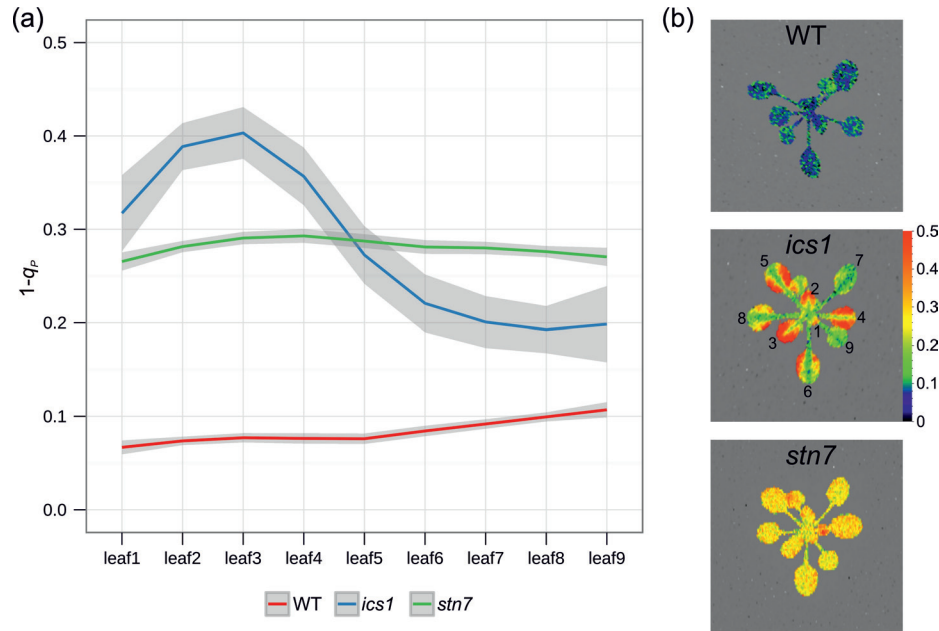 (a)
0.5
0.4
0.3
0.2
0.1
0.0
1-qP
leaf1 leaf2 leaf3 leaf4 leaf5 leaf6 leaf7 leaf8 leaf9
WT ics1 stn7
(b)
WT
ics1
5 7
2
8 4
1
3 9
6
0.5
0.4
0.3
0.2
0.1
0
stn7